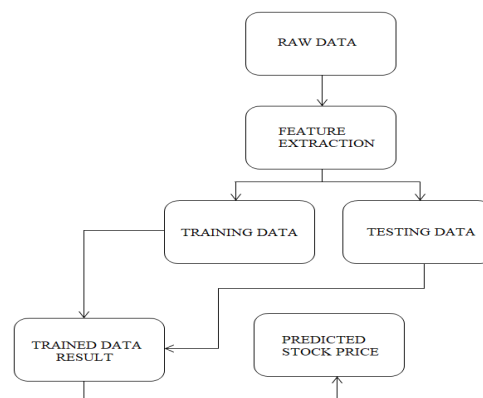 RAW DATA
FEATURE
EXTRACTION
TRAINING DATA
TESTING DATA
TRAINED DATA
RESULT
PREDICTED
STOCK PRICE